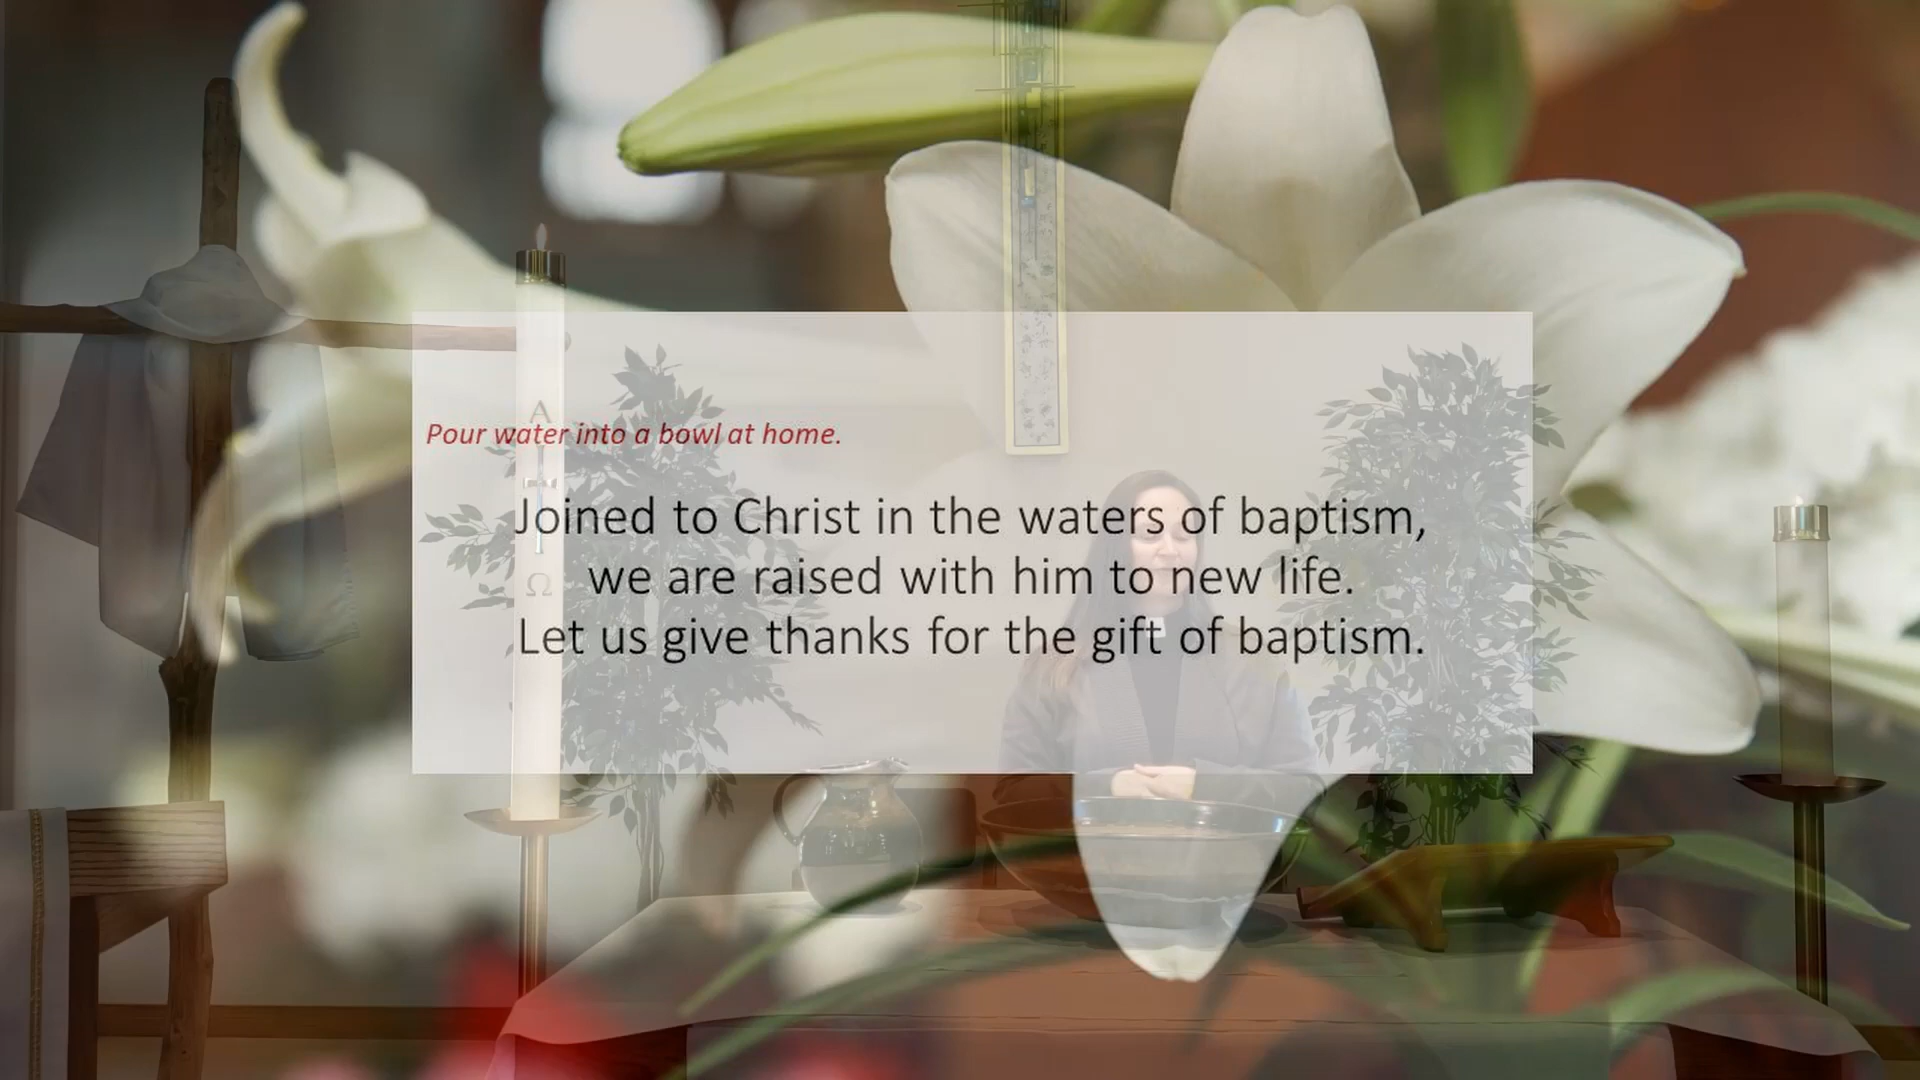 Pour water into a bowl at home.
Joined to Christ in the waters of baptism,
we are raised with him to new life.
Let us give thanks for the gift of baptism.
Α
Ω